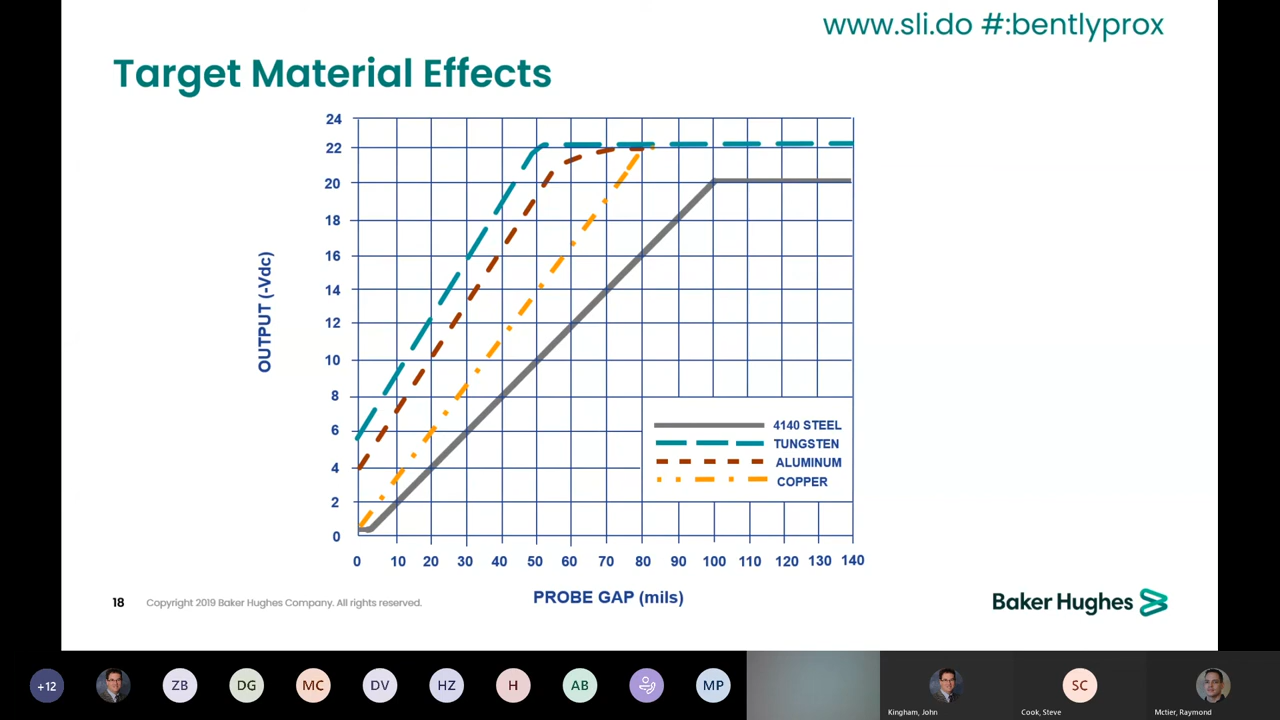 www.sli.do #:bentlyprox
Target Material Effects
24
22
20
18
16
14
12
10
8
6
4
2
0
OUTPUT (-Vdc)
4140 STEEL
TUNGSTEN
ALUMINUM
COPPER
0 10 20 30 40 50 60 70 80 90 100 110 120 130 140
PROBE GAP (mils)
18 Copyright 2019 Baker Hughes Company. All rights reserved.
Baker Hughes
+12 ZB DG MC DV HZ H AB MP SC
Kingham, John Cook, Steve Mctier, Raymond